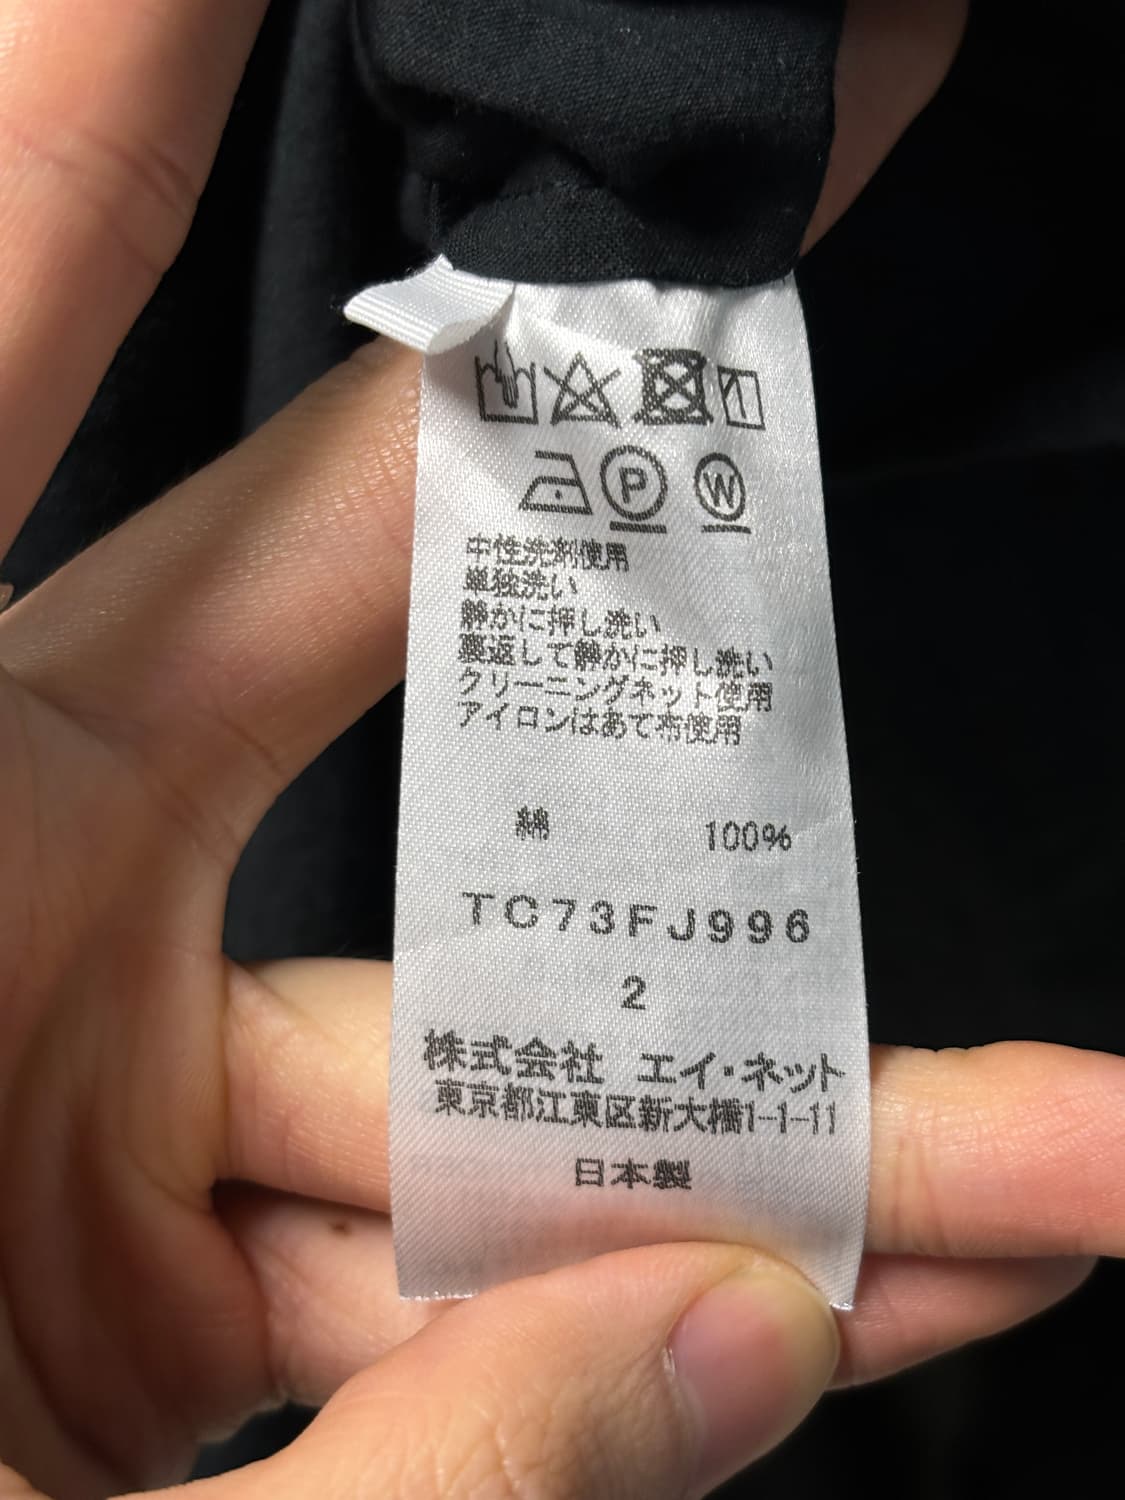 P W
中性洗剤使用
単独洗い
静かに押し洗い
裏返して静かに押し洗い
クリーニングネット使用
アイロンはあて布使用
綿 100%
TC73FJ996
2
株式会社 エイ・ネット
東京都江東区新大橋1-1-11
日本製